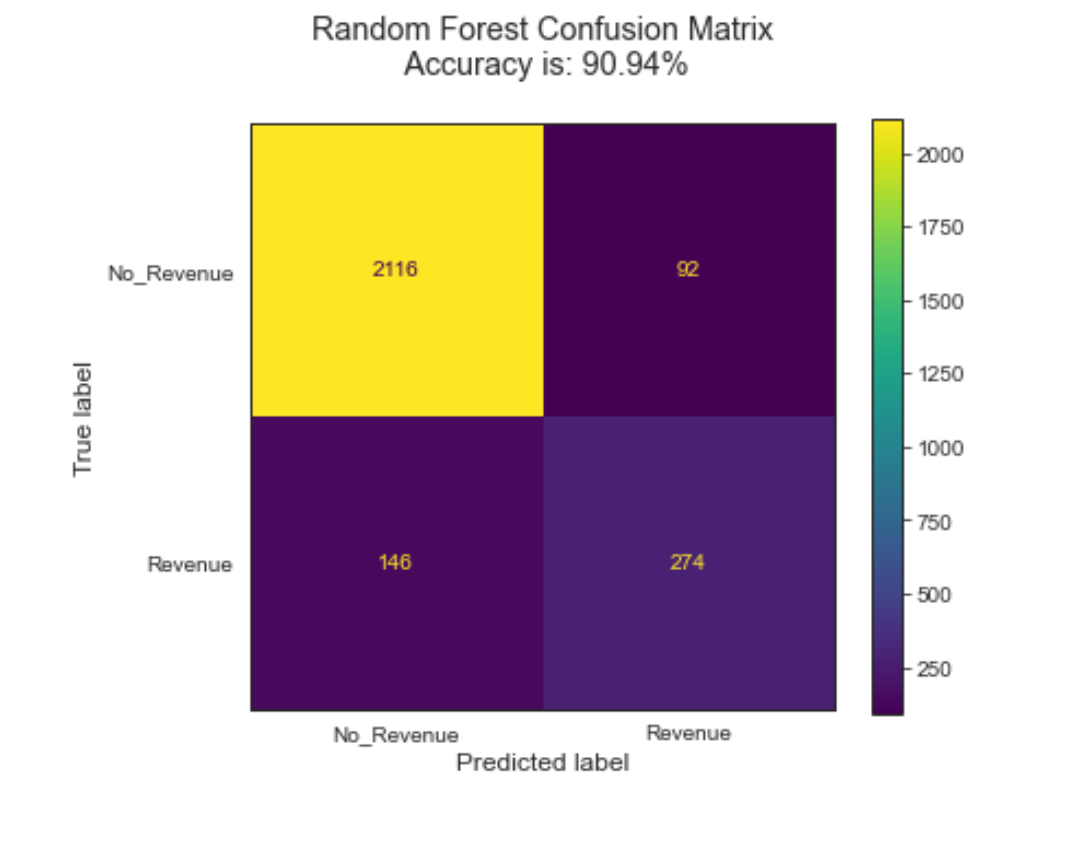 Random Forest Confusion Matrix
Accuracy is: 90.94%
2000
1750
1500
1250
1000
750
500
250
True label
No_Revenue
2116
92
Revenue
146
274
No_Revenue
Revenue
Predicted label